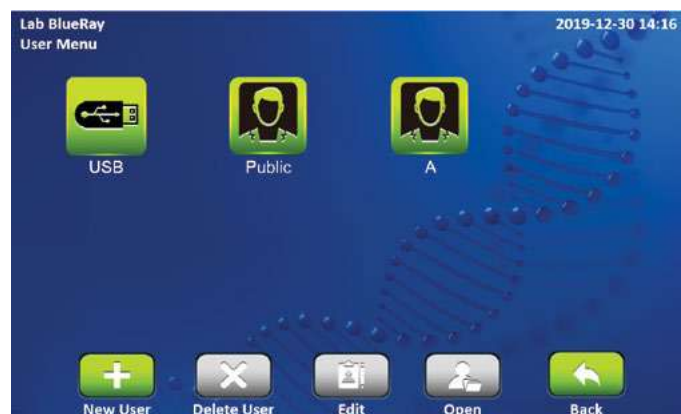 Lab BlueRay
2019-12-30 14:16
User Menu
USB
Public
A
New User
Delete User
Edit
Open
Back